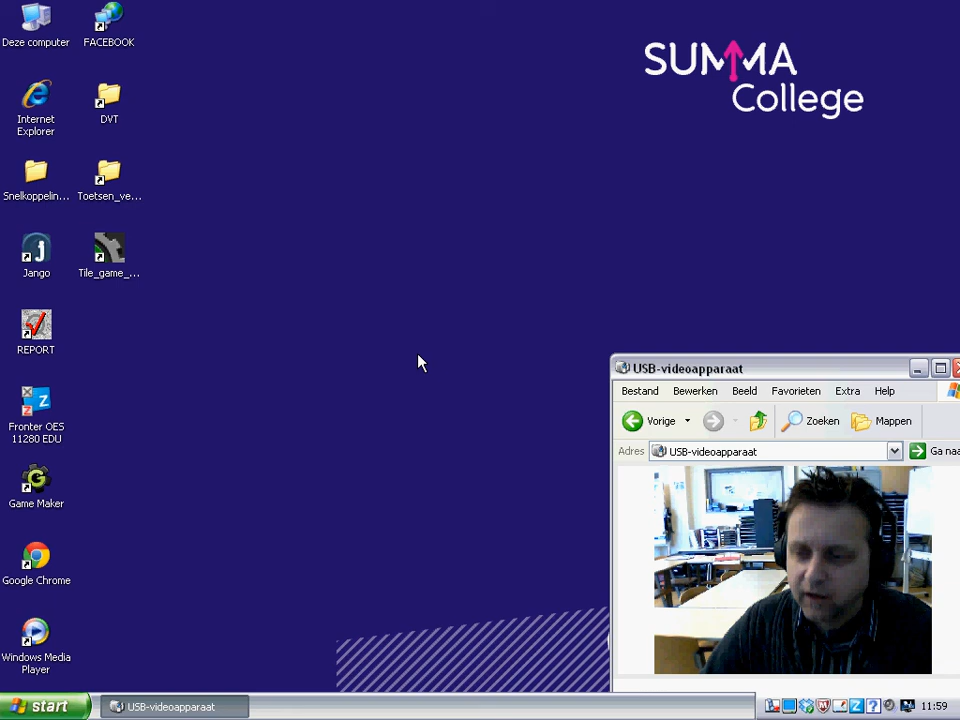 Deze computer
FACEBOOK
SUMMA
College
Internet
Explorer
DVT
Snelkoppelin...
Toetsen_ve...
Jango
Tile_game_...
REPORT
Fronter OES
11280 EDU
Game Maker
Google Chrome
Windows Media
Player
USB-videoapparaat
Bestand Bewerken Beeld Favorieten Extra Help
Vorige Zoeken Mappen
Adres USB-videoapparaat Ga naa
start USB-videoapparaat 11:59